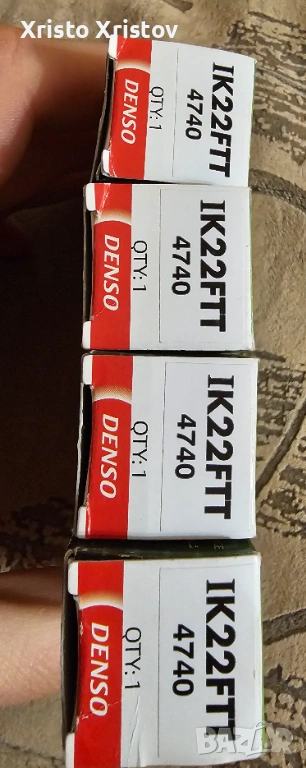 Xristo Xristov
IK22FTT
4740
QTY:1
DENSO
IK22FTT
4740
QTY:1
DENSO
IK22FTT
4740
QTY:1
DENSO
IK22FTT
4740
QTY:1
DENSO
BAZAR